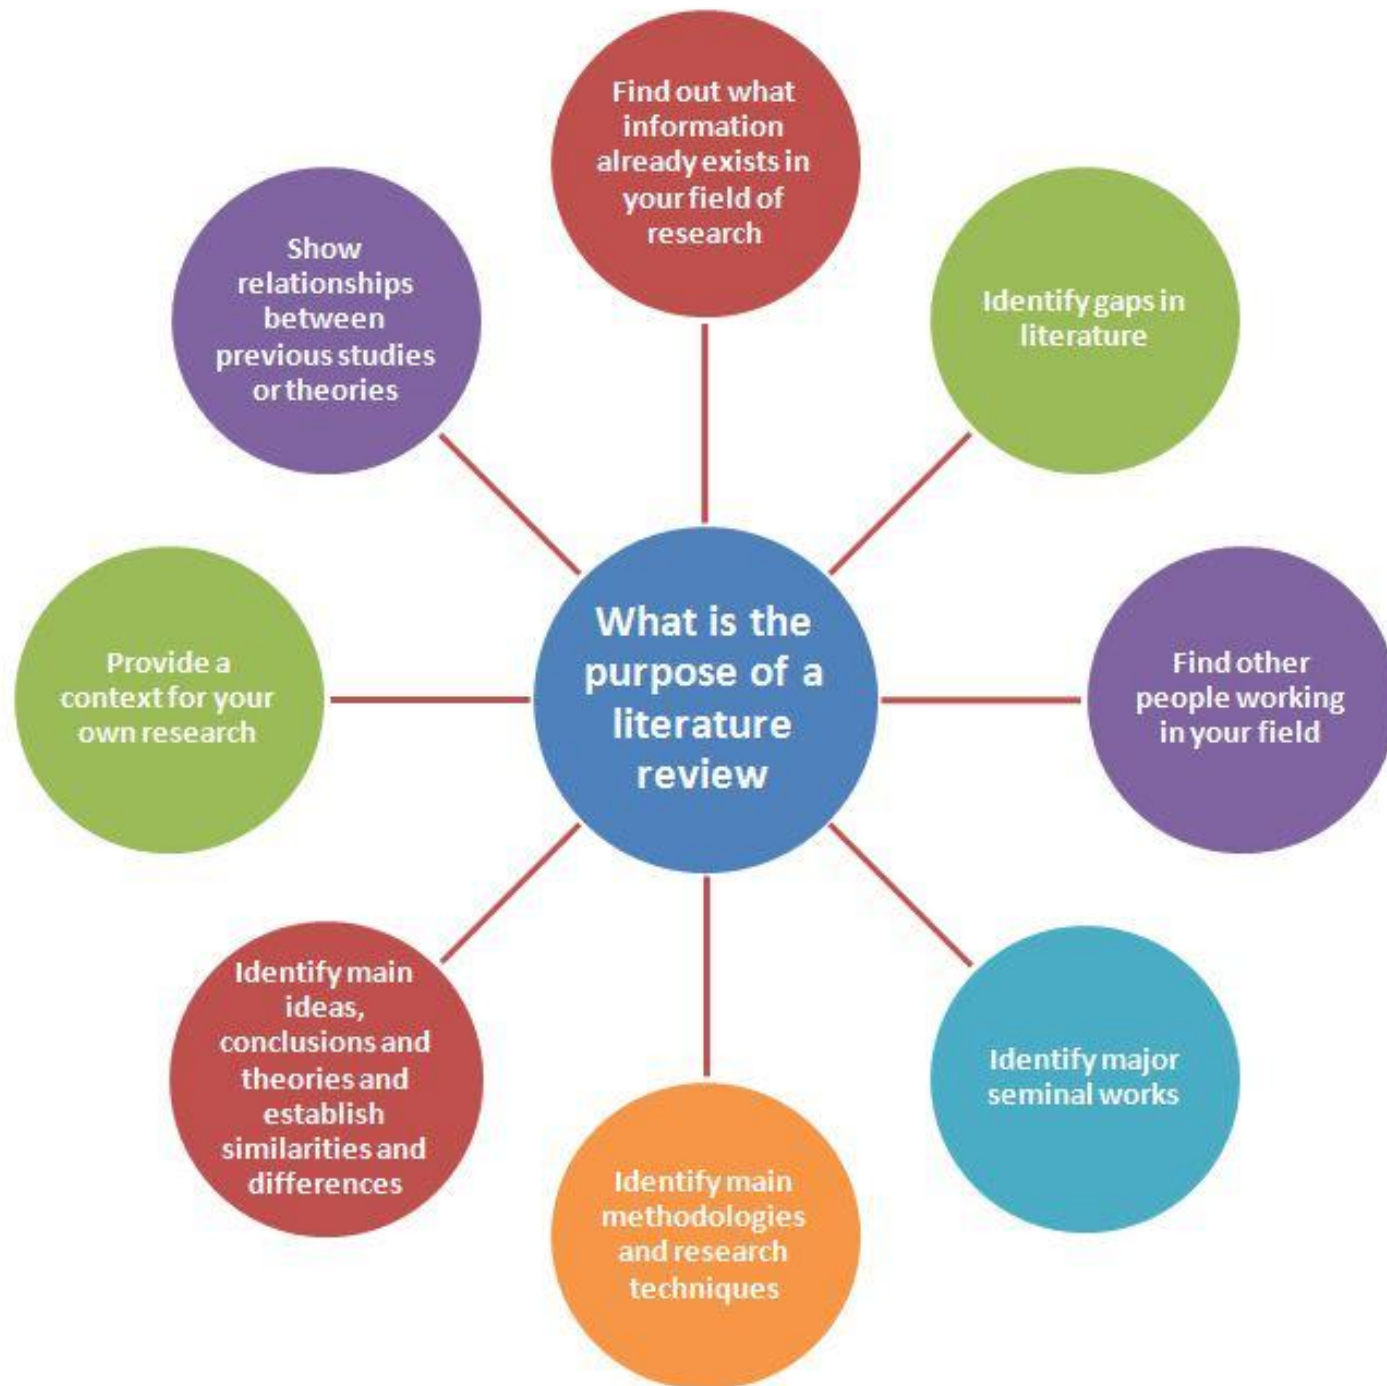 Find out what
information
already exists in
your field of
research
Identify gaps in
literature
Find other
people working
in your field
Identify major
seminal works
Identify main
methodologies
and research
techniques
Identify main
ideas,
conclusions and
theories and
establish
similarities and
differences
Provide a
context for your
own research
Show
relationships
between
previous studies
or theories
What is the
purpose of a
literature
review